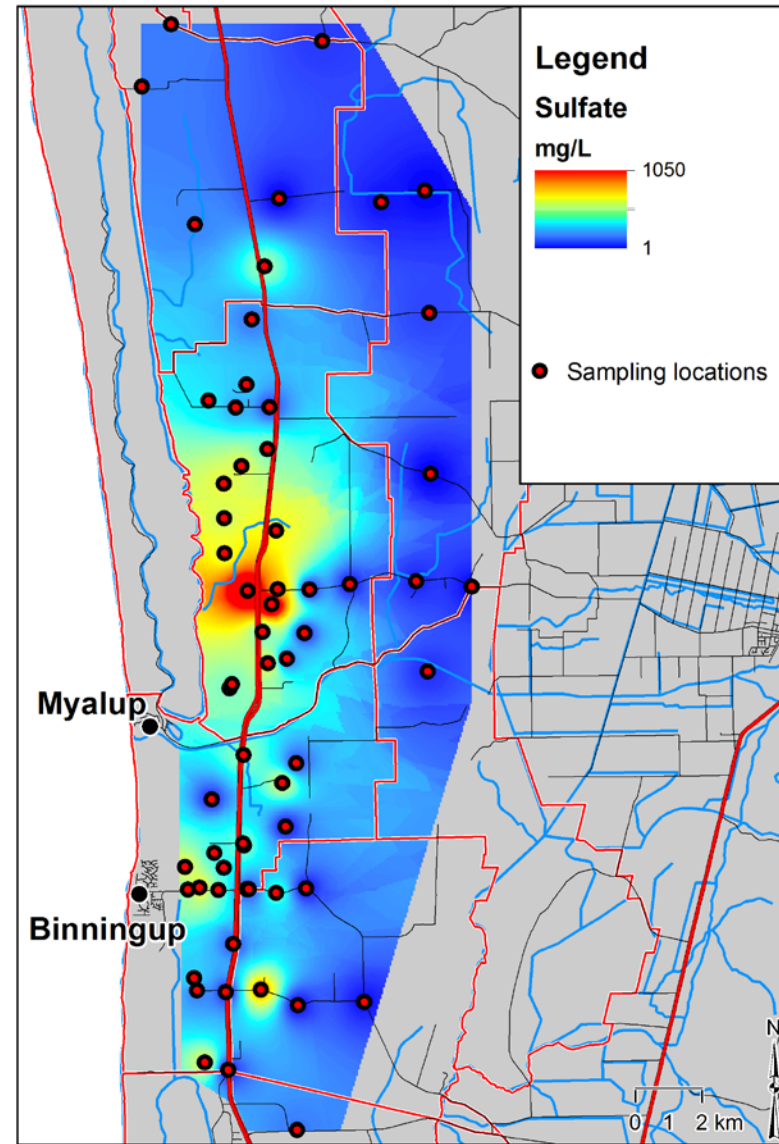 Legend
Sulfate
mg/L
1050
1
Sampling locations
Myalup
Binningup
N
0 1 2 km